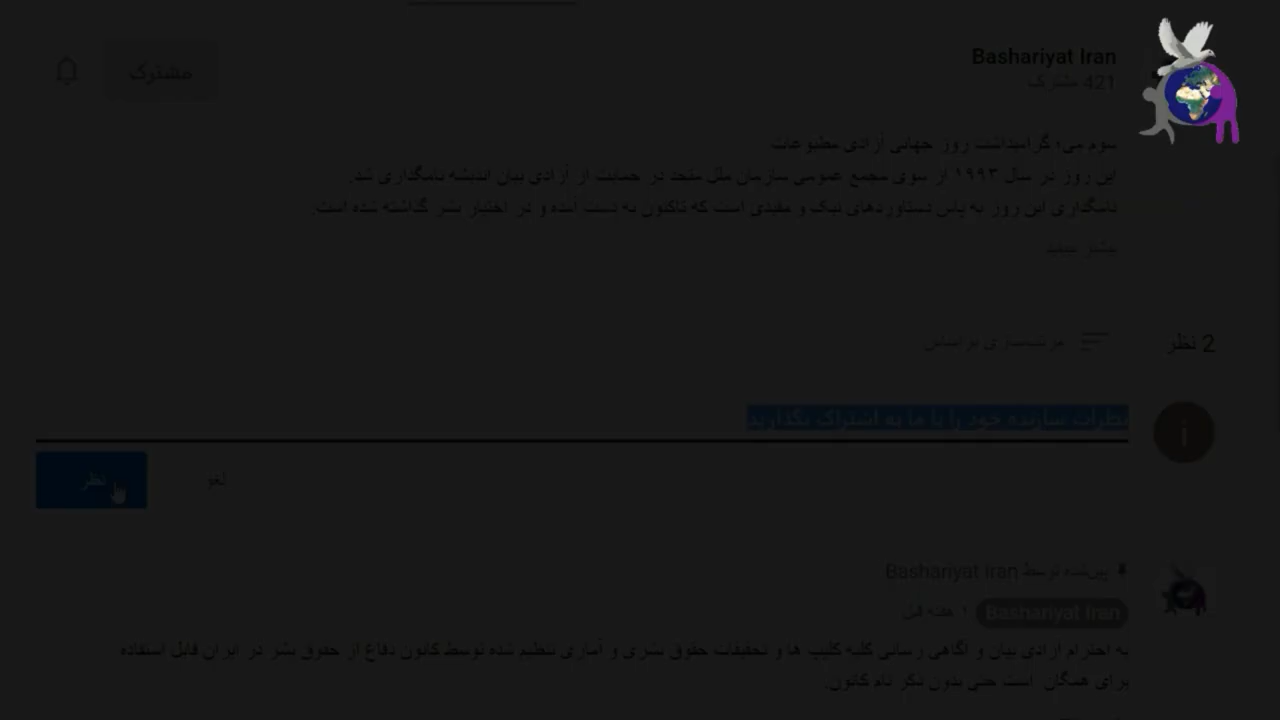 Bashariyat Iran
421 مشترک
مشترک
سوم می؛ گرامیداشت روز جهانی آزادی مطبوعات
این روز در سال ۱۹۹۳ از سوی مجمع عمومی سازمان ملل متحد در حمایت از آزادی بیان اندیشه نامگذاری شد.
نامگذاری این روز به پاس دستاوردهای نیک و مفیدی است که تاکنون به دست آمده و در اختیار بشر گذاشته شده است.
2 نظر
مرتب‌سازی براساس
نظرات سازنده خود را با ما به اشتراک بگذارید
i
لغو
نظر
پین‌شده توسط Bashariyat Iran
Bashariyat Iran ۱ هفته قبل
به احترام آزادی بیان و آگاهی رسانی کلیه کلیپ ها و تحقیقات حقوق بشری و آماری تنظیم شده توسط کانون دفاع از حقوق بشر در ایران قابل استفاده
برای همگان است حتی بدون ذکر نام کانون.